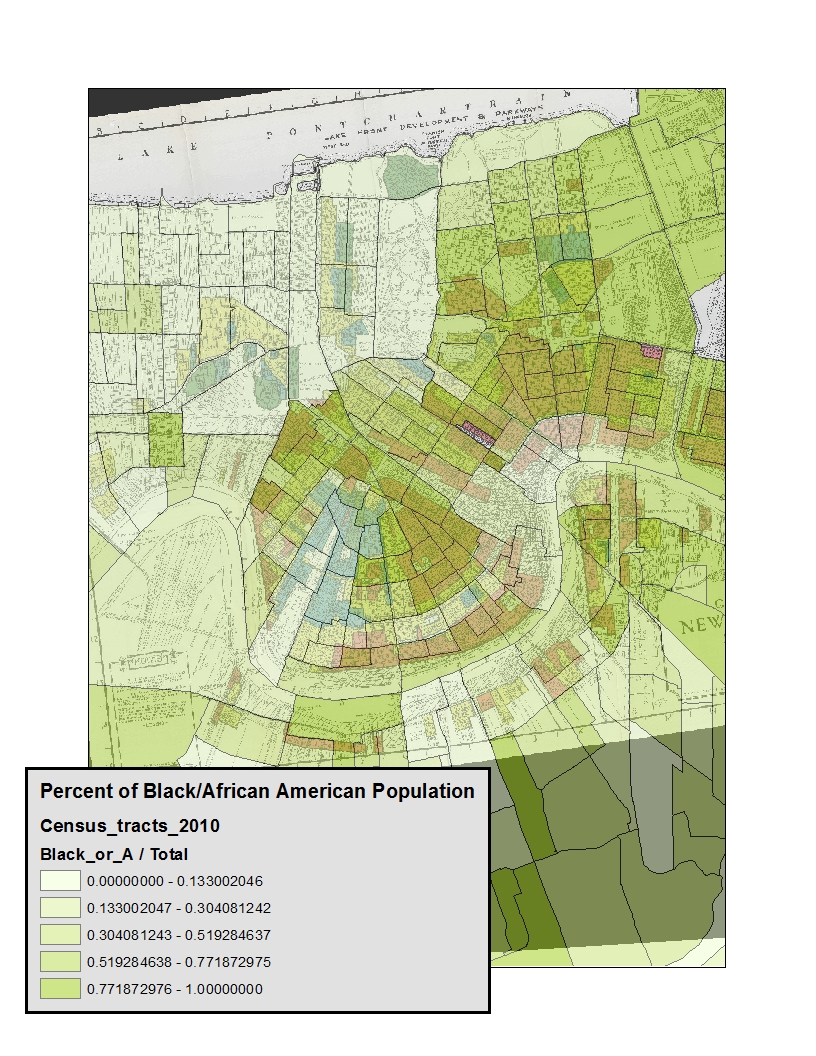 LAKE PONTCHARTRAIN
LAKE FRONT DEVELOPMENT & PARKWAYS
NEW
Percent of Black/African American Population
Census_tracts_2010
Black_or_A / Total
0.00000000 - 0.133002046
0.133002047 - 0.304081242
0.304081243 - 0.519284637
0.519284638 - 0.771872975
0.771872976 - 1.00000000